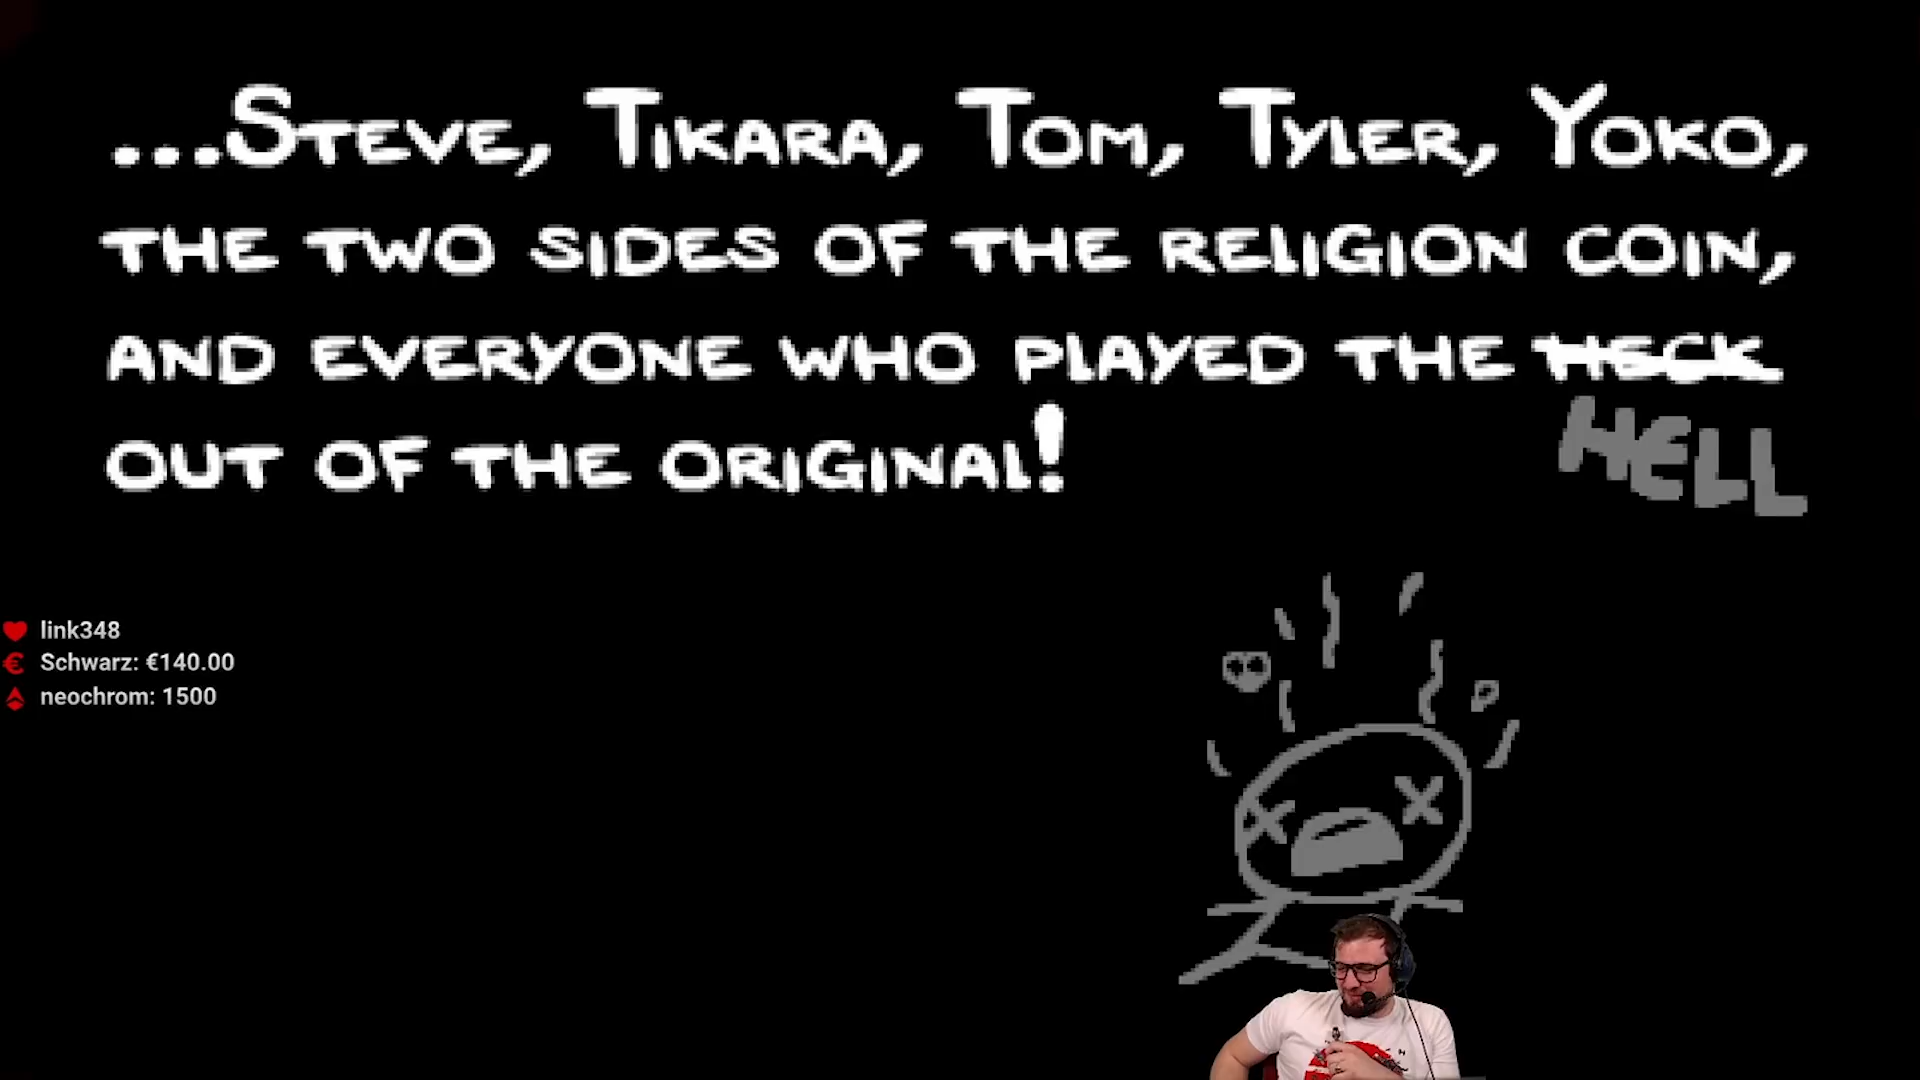 ...Steve, Tikara, Tom, Tyler, Yoko,
the two sides of the religion coin,
and everyone who played the heck
HELL
out of the original!
link348
Schwarz: €140.00
neochrom: 1500